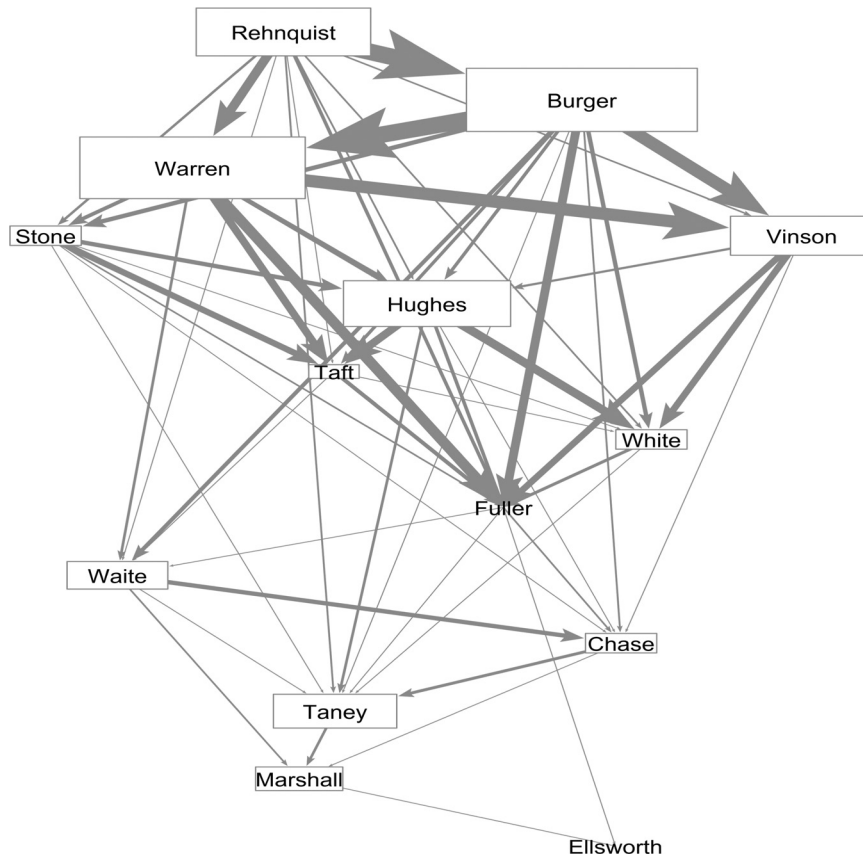 Rehnquist
Burger
Warren
Stone
Vinson
Hughes
Taft
White
Fuller
Waite
Chase
Taney
Marshall
Ellsworth